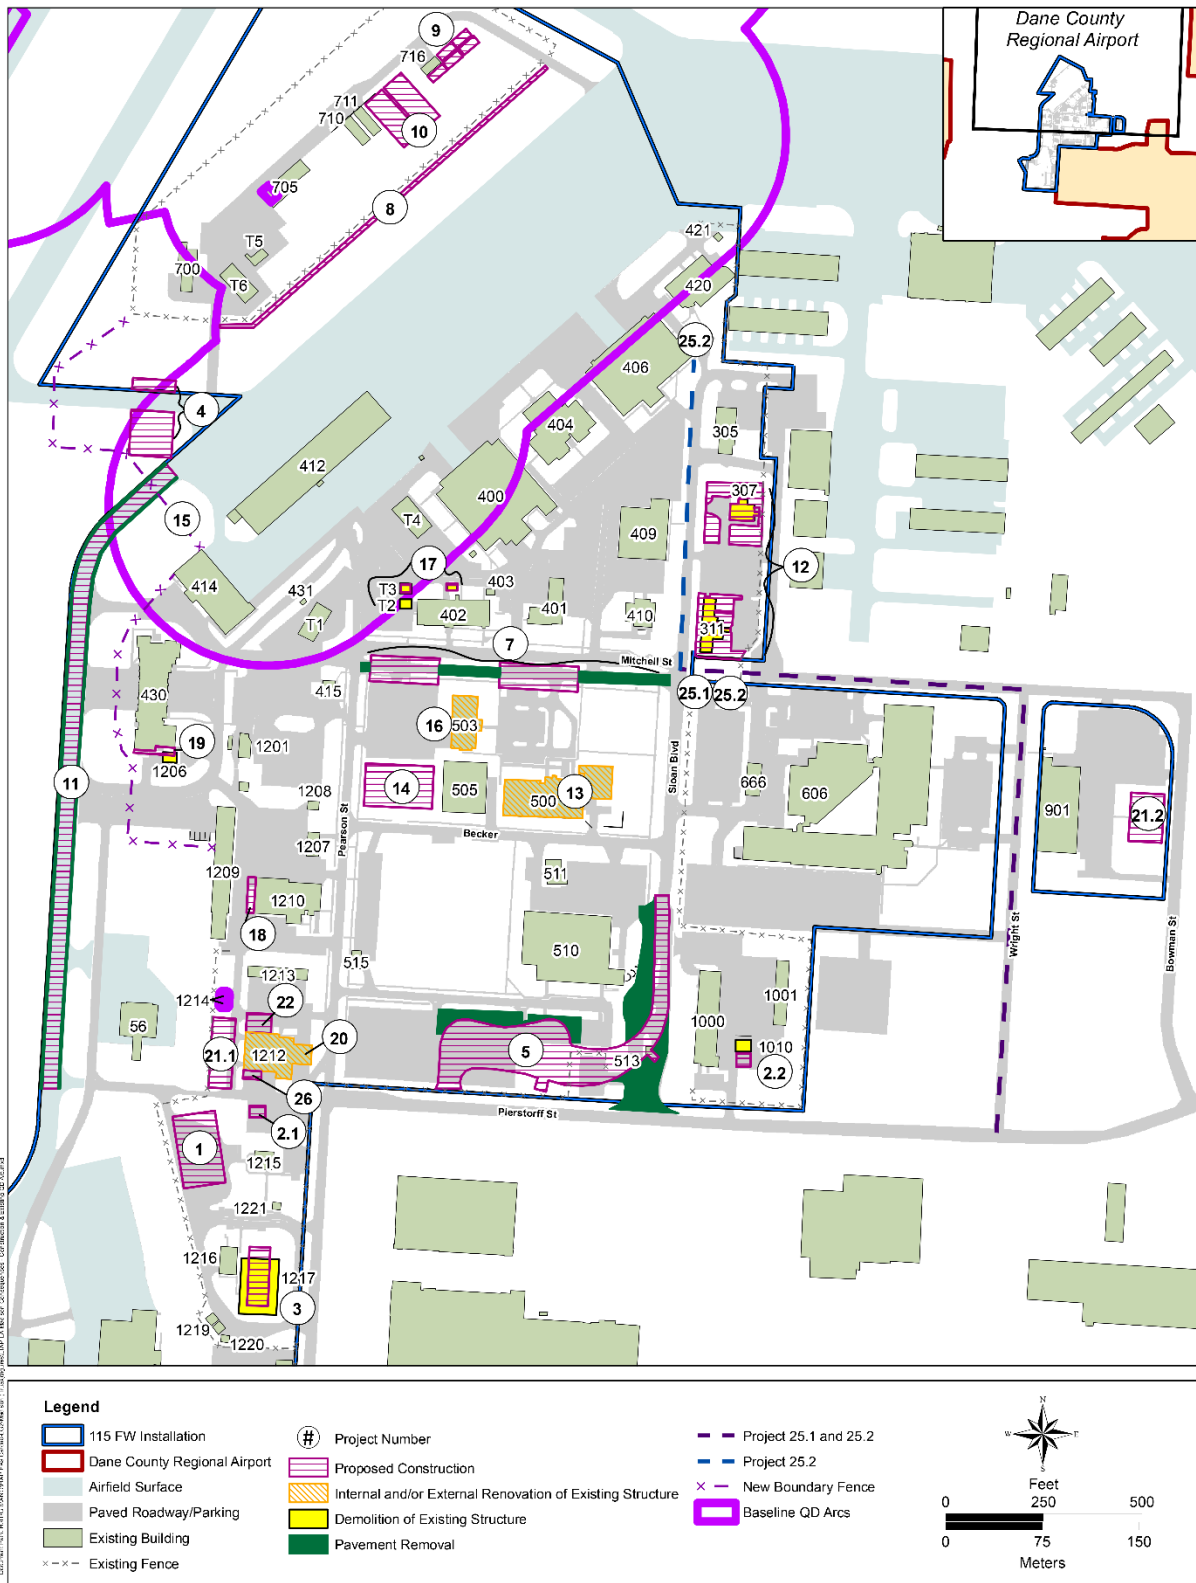 Dane County
Regional Airport
9
716
711
710
10
705
8
421
700
T5
T6
420
25.2
406
4
305
404
412
307
400
15
T4
409
12
17
403
T3
T2
402
401
410
311
414
431
T1
7
Mitchell St
430
415
25.1
25.2
16
503
19
1201
1206
Sloan Blvd
11
14
505
500
13
666
606
901
21.2
1208
Pearson St
Becker
1207
1209
511
1210
18
510
Wright St
Bowman St
515
1213
1214
22
56
1000
1001
20
21.1
1212
5
513
1010
2.2
26
Pierstorff St
2.1
1
1215
1221
1216
1217
3
1219
1220
Legend
115 FW Installation
Dane County Regional Airport
Airfield Surface
Paved Roadway/Parking
Existing Building
Existing Fence
# Project Number
Proposed Construction
Internal and/or External Renovation of Existing Structure
Demolition of Existing Structure
Pavement Removal
Project 25.1 and 25.2
Project 25.2
New Boundary Fence
Baseline QD Arcs
N
W E
S
Feet
0 250 500
0 75 150
Meters